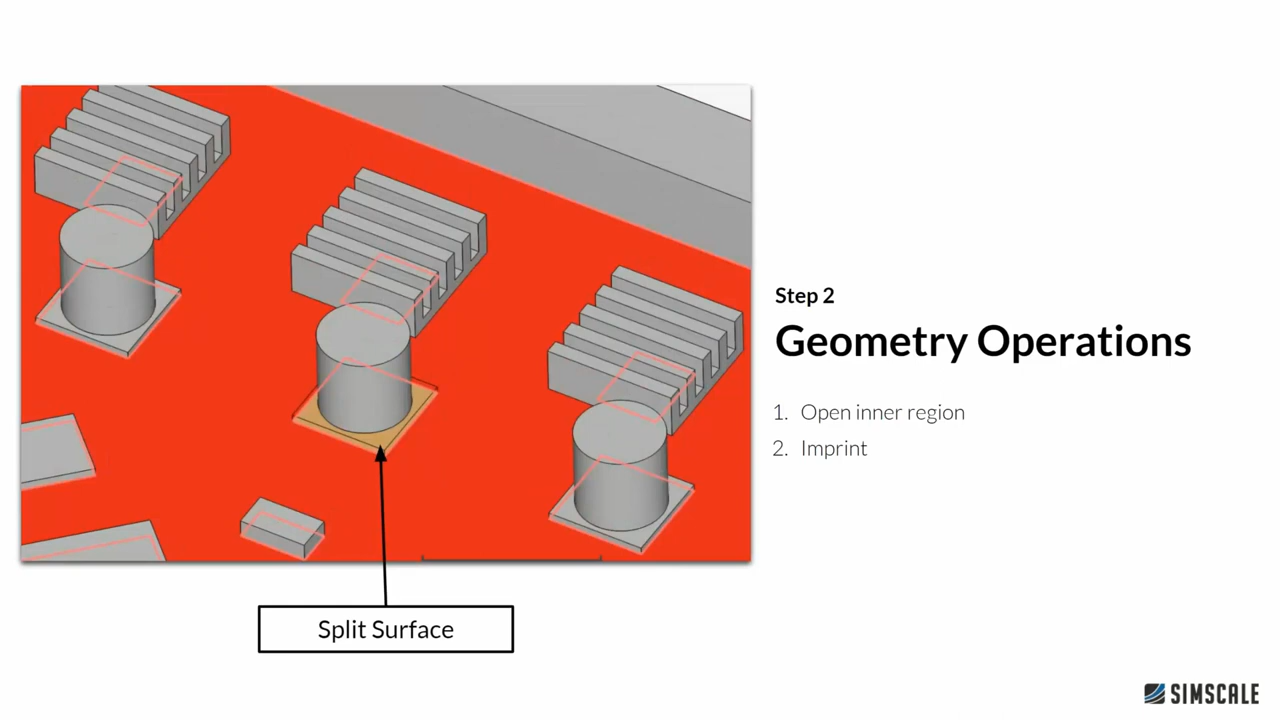 Step 2
Geometry Operations
1. Open inner region
2. Imprint
Split Surface
SIMSCALE